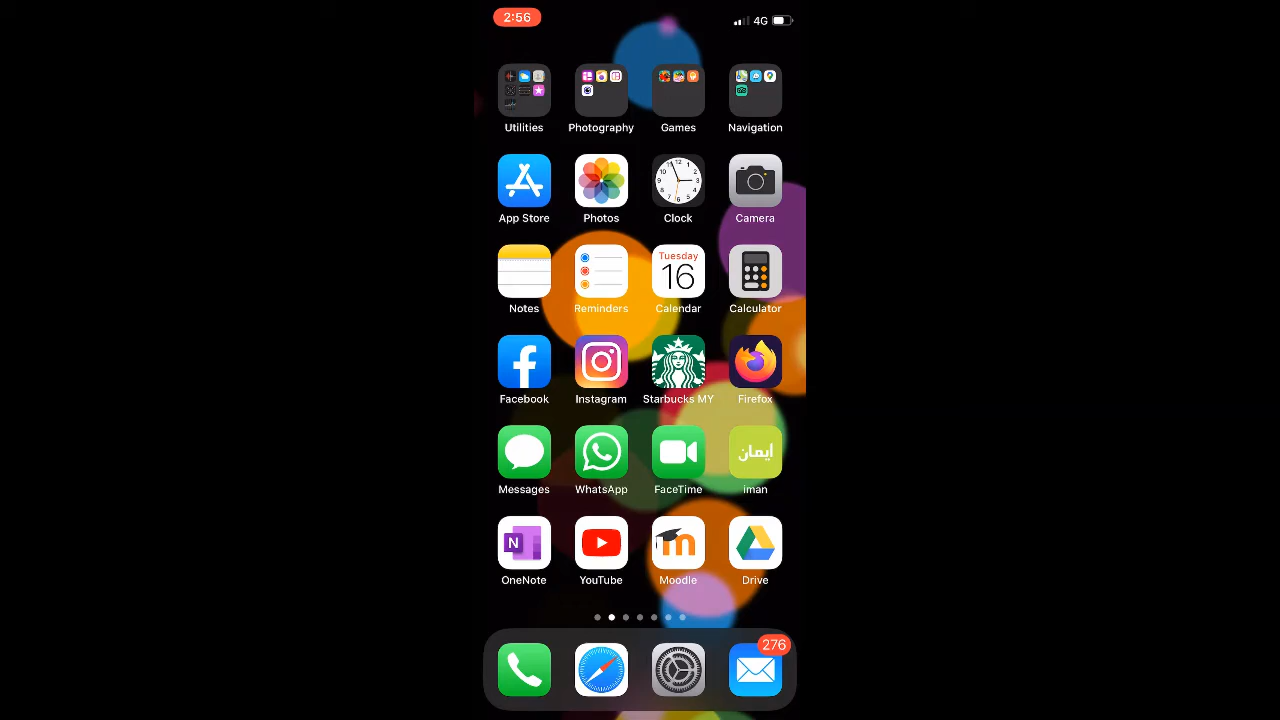 2:56
4G
Utilities
Photography
Games
Navigation
App Store
Photos
Clock
Camera
Tuesday
16
Notes
Reminders
Calendar
Calculator
Facebook
Instagram
Starbucks MY
Firefox
ايمان
Messages
WhatsApp
FaceTime
iman
N
OneNote
YouTube
Moodle
Drive
276